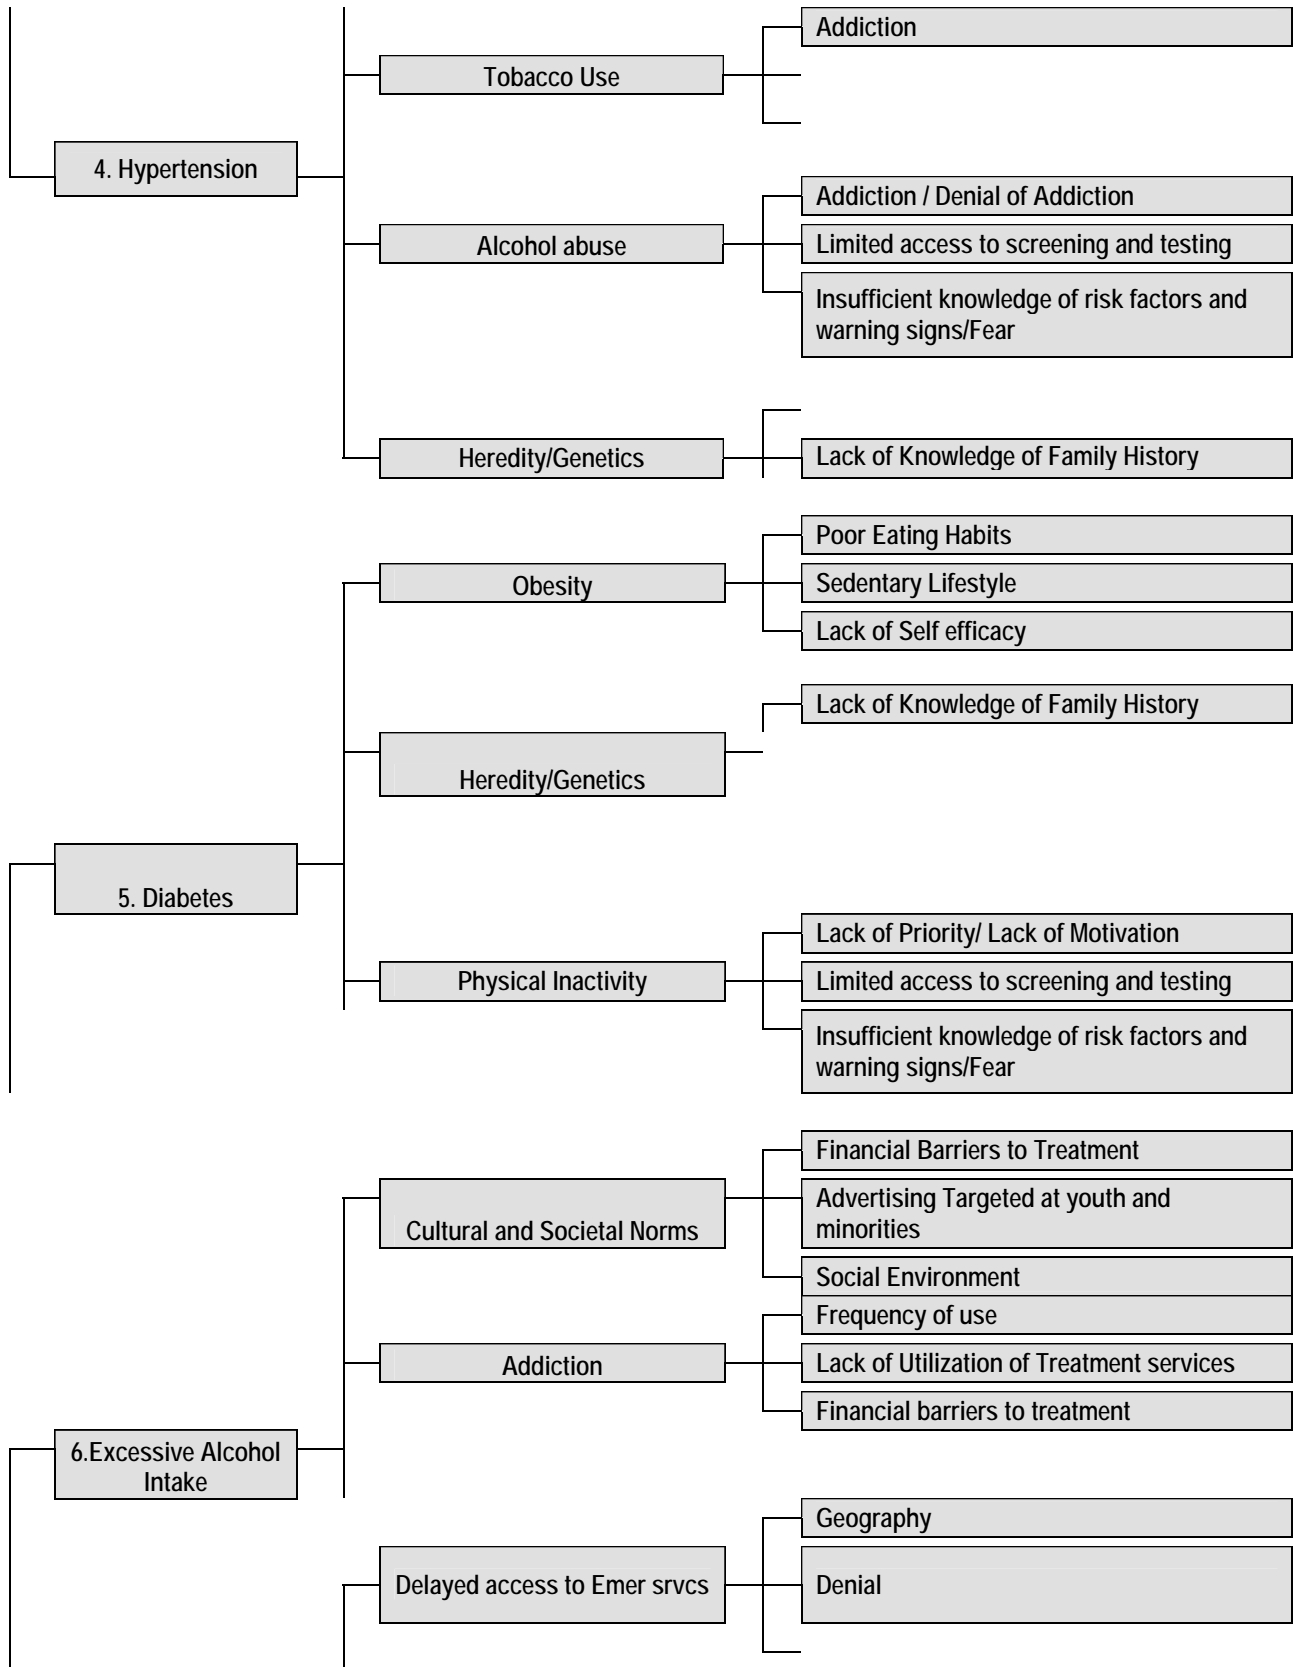 Addiction
Tobacco Use
4. Hypertension
Addiction / Denial of Addiction
Alcohol abuse
Limited access to screening and testing
Insufficient knowledge of risk factors and
warning signs/Fear
Heredity/Genetics
Lack of Knowledge of Family History
Poor Eating Habits
Obesity
Sedentary Lifestyle
Lack of Self efficacy
Lack of Knowledge of Family History
Heredity/Genetics
5. Diabetes
Lack of Priority/ Lack of Motivation
Physical Inactivity
Limited access to screening and testing
Insufficient knowledge of risk factors and
warning signs/Fear
Financial Barriers to Treatment
Cultural and Societal Norms
Advertising Targeted at youth and
minorities
Social Environment
Frequency of use
Addiction
Lack of Utilization of Treatment services
Financial barriers to treatment
6.Excessive Alcohol
Intake
Geography
Delayed access to Emer srvcs
Denial